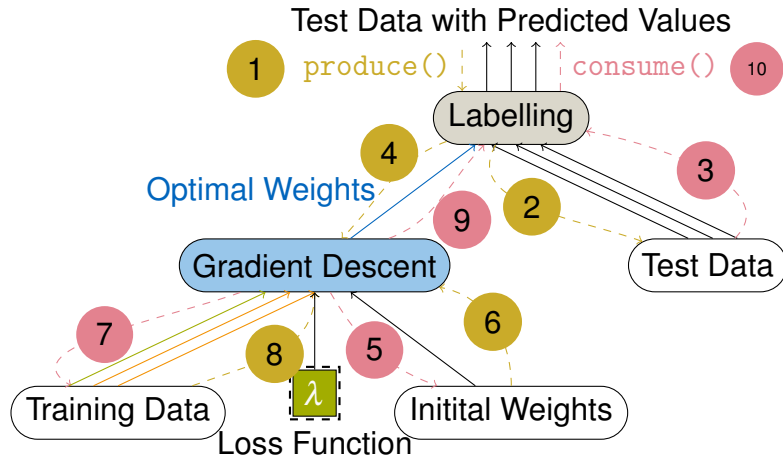 Test Data with Predicted Values
1 produce() consume() 10
Labelling
4
3
Optimal Weights
2
9
Gradient Descent
Test Data
7
6
8
5
λ
Training Data
Initital Weights
Loss Function